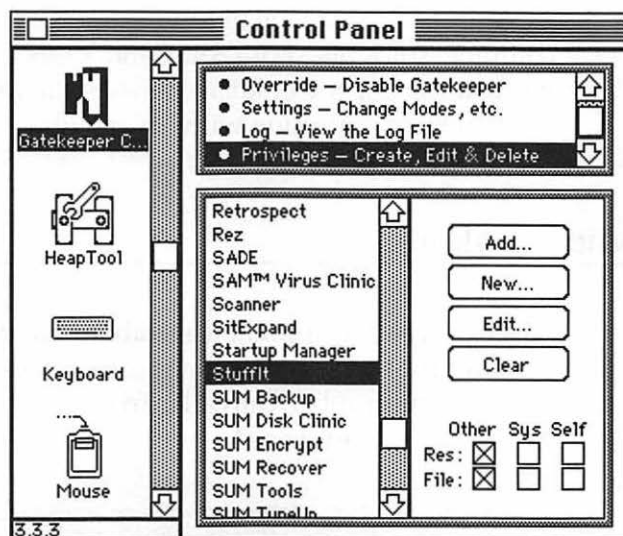 Control Panel
Gatekeeper C...
HeapTool
Keyboard
Mouse
3.3.3
• Override – Disable Gatekeeper
• Settings – Change Modes, etc.
• Log – View the Log File
• Privileges – Create, Edit & Delete
Retrospect
Rez
SADE
SAM™ Virus Clinic
Scanner
SitExpand
Startup Manager
StuffIt
SUM Backup
SUM Disk Clinic
SUM Encrypt
SUM Recover
SUM Tools
SUM TuneUp
Add...
New...
Edit...
Clear
Other Sys Self
Res:
File: